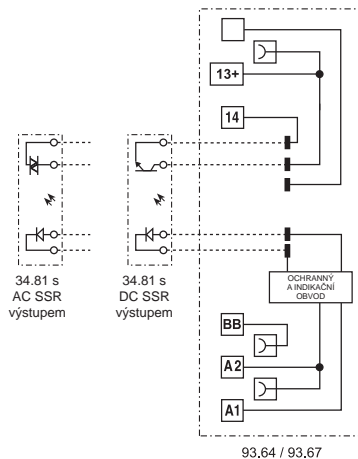 13+
14
34.81 s
AC SSR
výstupem
34.81 s
DC SSR
výstupem
OCHRANNÝ
A INDIKAČNÍ
OBVOD
BB
A2
A1
93.64 / 93.67